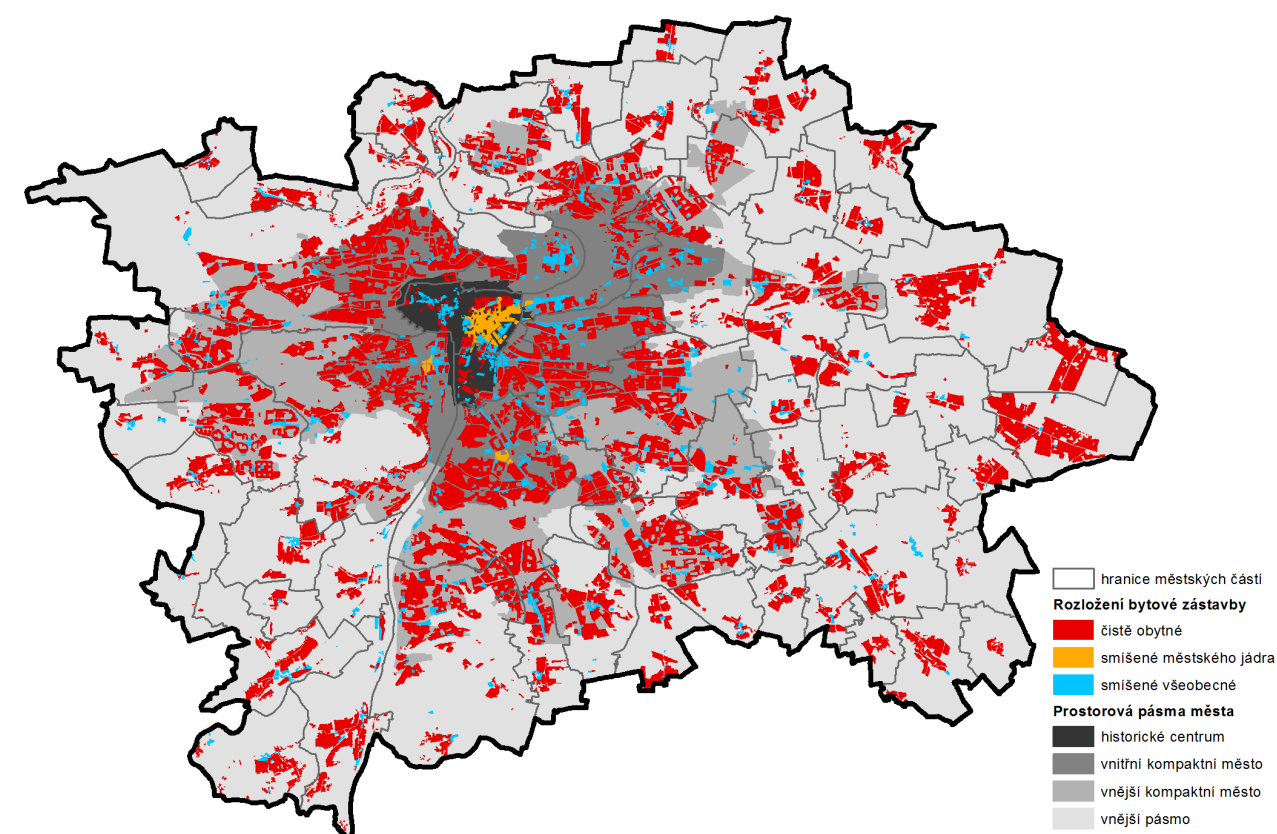 hranice městských částí
Rozložení bytové zástavby
čistě obytné
smíšené městského jádra
smíšené všeobecné
Prostorová pásma města
historické centrum
vnitřní kompaktní město
vnější kompaktní město
vnější pásmo